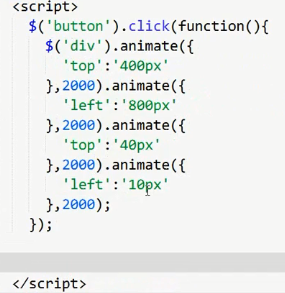 <script>
$('button').click(function(){
$('div').animate({
'top':'400px'
},2000).animate({
'left':'800px'
},2000).animate({
'top':'40px'
},2000).animate({
'left':'10px'
},2000);
});
</script>